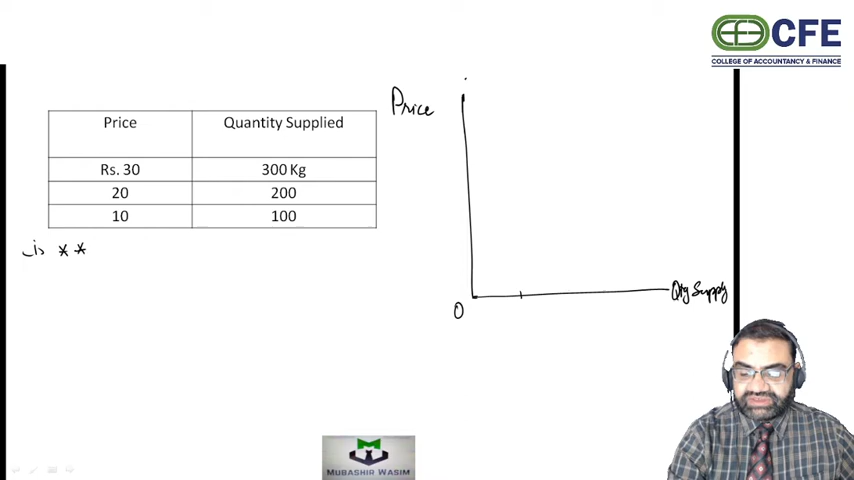 CFE
COLLEGE OF ACCOUNTANCY & FINANCE
Price
Price Quantity Supplied
Rs. 30 300 Kg
20 200
10 100
is **
Qty Supply
O
MUBASHIR WASIM